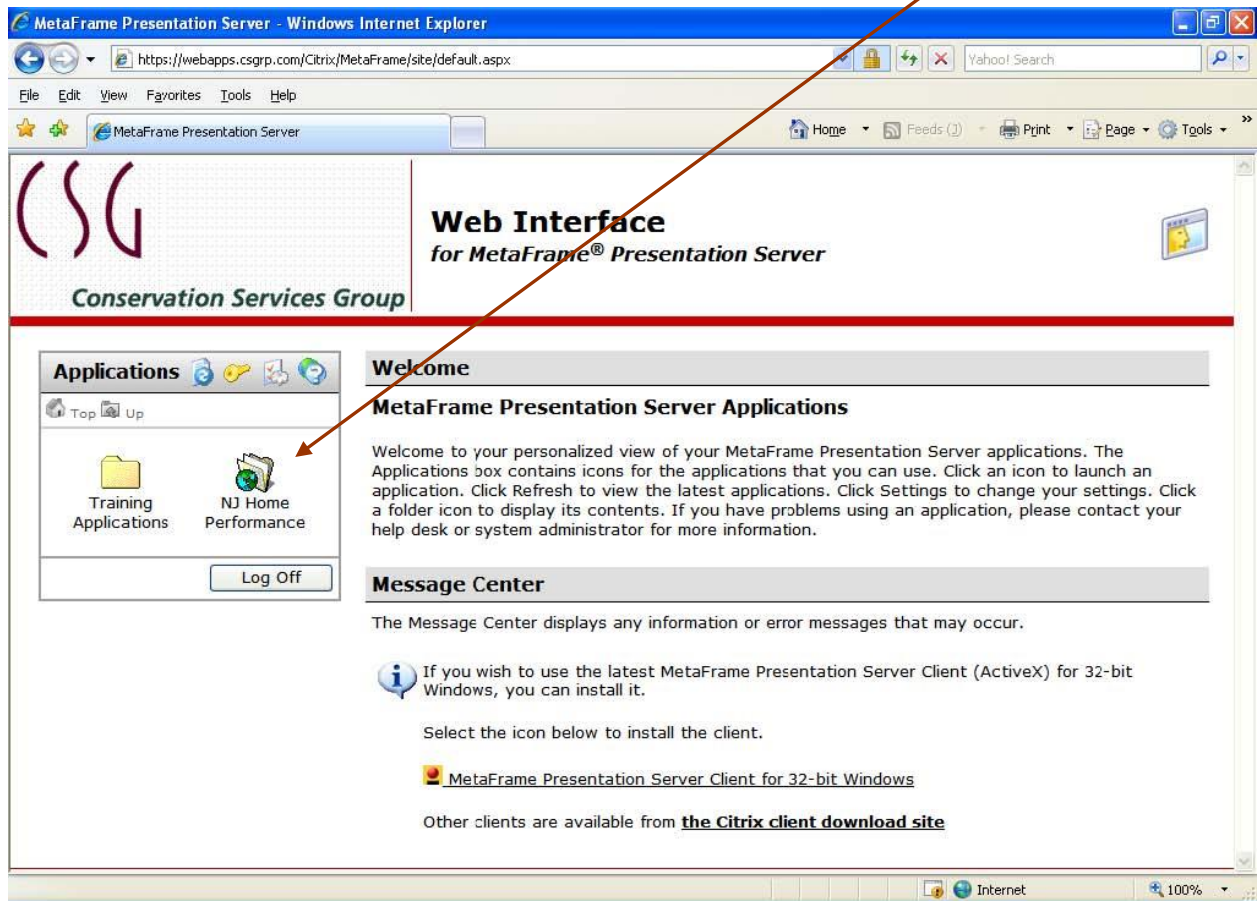 MetaFrame Presentation Server - Windows Internet Explorer
https://webapps.csgrp.com/Citrix/MetaFrame/site/default.aspx
Yahoo! Search
File Edit View Favorites Tools Help
MetaFrame Presentation Server
Home Feeds (J) Print Page Tools »
CSG
Conservation Services Group
Web Interface
for MetaFrame® Presentation Server
Applications
Top Up
Training
Applications
NJ Home
Performance
Log Off
Welcome
MetaFrame Presentation Server Applications
Welcome to your personalized view of your MetaFrame Presentation Server applications. The
Applications box contains icons for the applications that you can use. Click an icon to launch an
application. Click Refresh to view the latest applications. Click Settings to change your settings. Click
a folder icon to display its contents. If you have problems using an application, please contact your
help desk or system administrator for more information.
Message Center
The Message Center displays any information or error messages that may occur.
If you wish to use the latest MetaFrame Presentation Server Client (ActiveX) for 32-bit
Windows, you can install it.
Select the icon below to install the client.
MetaFrame Presentation Server Client for 32-bit Windows
Other clients are available from the Citrix client download site
Internet
100%